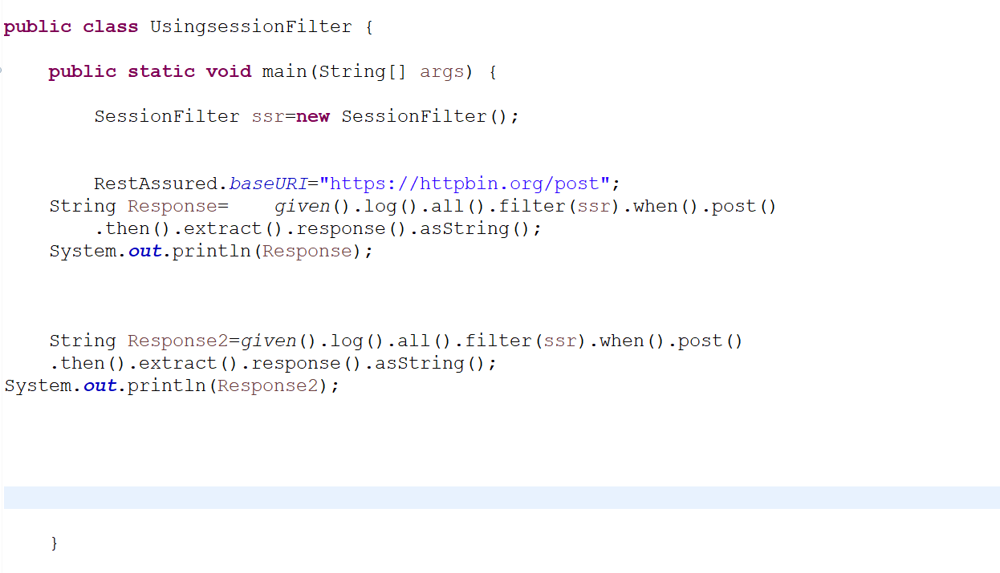 public class UsingsessionFilter {
public static void main(String[] args) {
SessionFilter ssr=new SessionFilter();
RestAssured.baseURI="https://httpbin.org/post";
String Response=    given().log().all().filter(ssr).when().post()
.then().extract().response().asString();
System.out.println(Response);
String Response2=given().log().all().filter(ssr).when().post()
.then().extract().response().asString();
System.out.println(Response2);
}